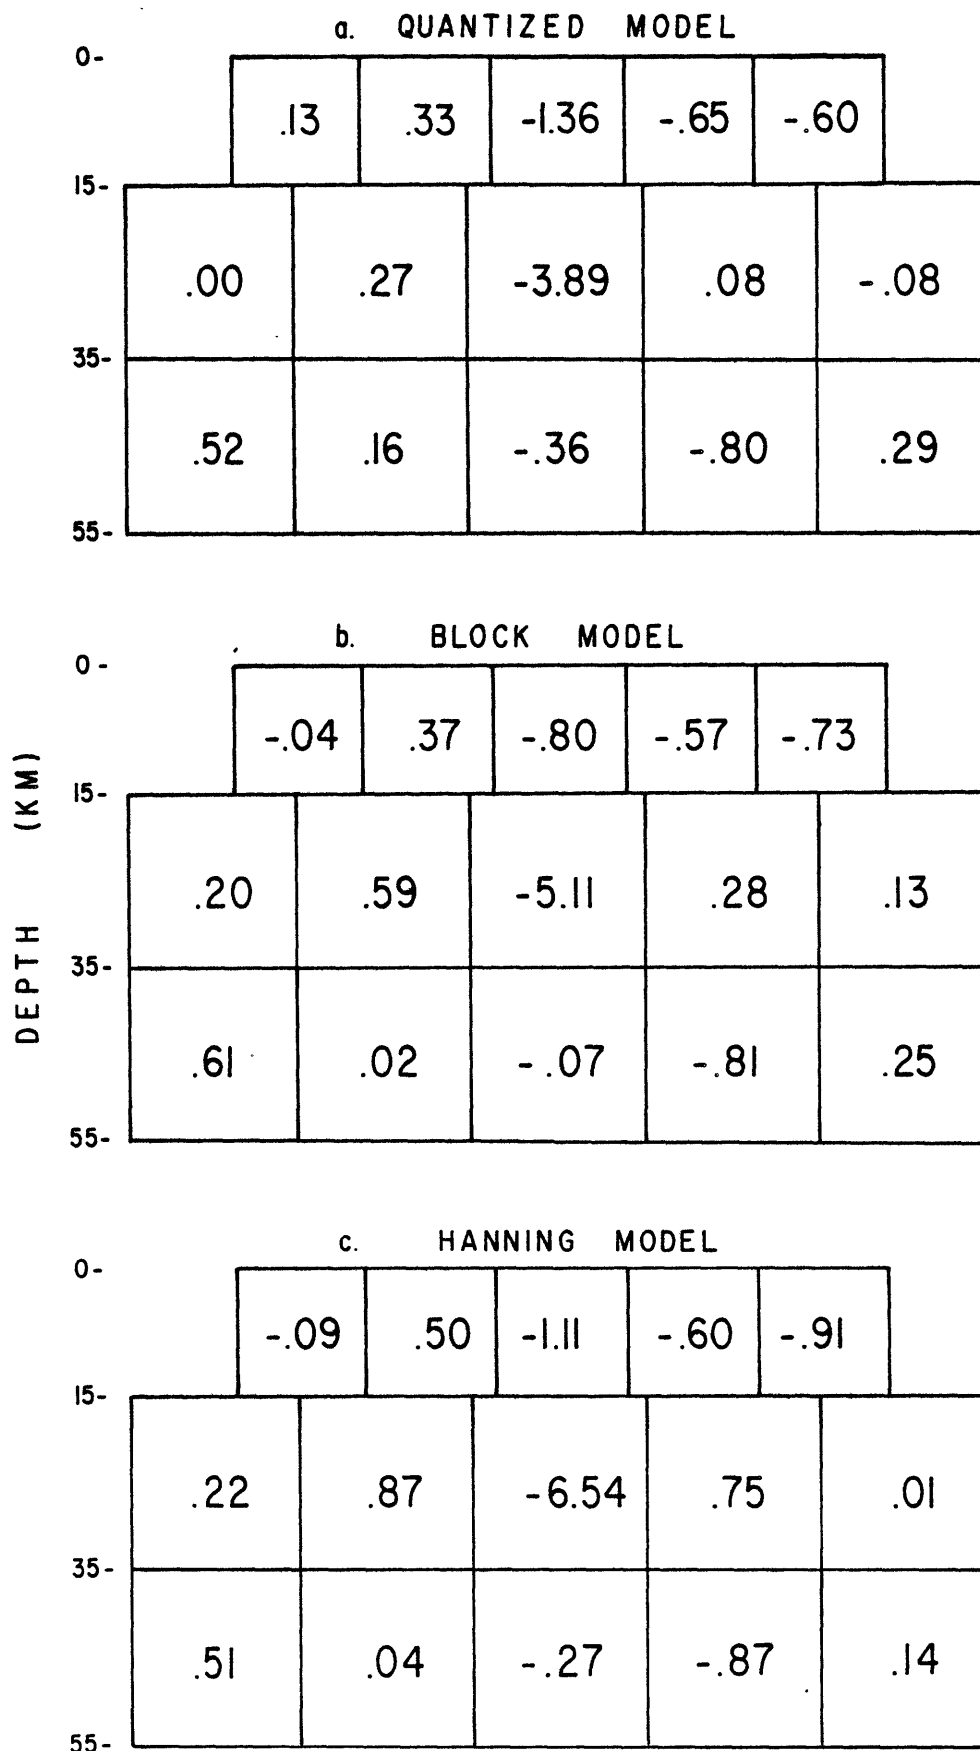 a. QUANTIZED MODEL
0-
.13 .33 -1.36 -.65 -.60
15-
.00 .27 -3.89 .08 -.08
35-
.52 .16 -.36 -.80 .29
55-
b. BLOCK MODEL
0-
-.04 .37 -.80 -.57 -.73
15-
.20 .59 -5.11 .28 .13
35-
.61 .02 -.07 -.81 .25
55-
DEPTH (KM)
c. HANNING MODEL
0-
-.09 .50 -1.11 -.60 -.91
15-
.22 .87 -6.54 .75 .01
35-
.51 .04 -.27 -.87 .14
55-